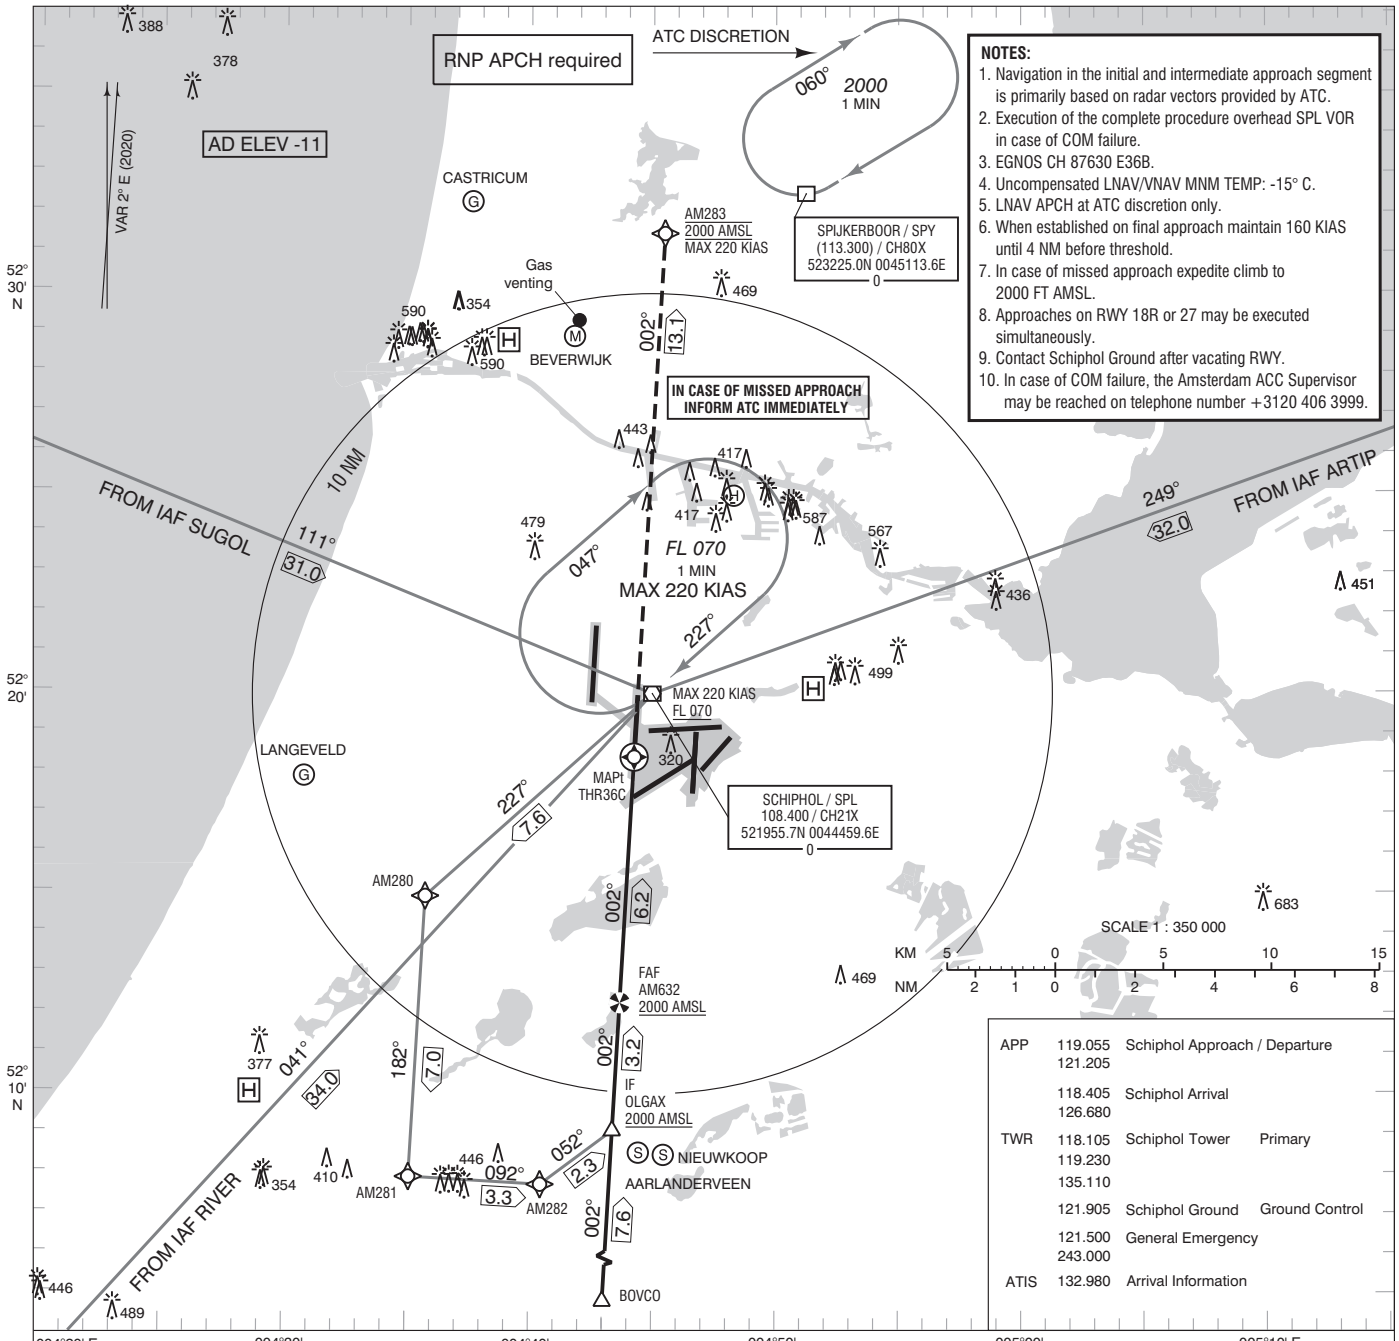 388
378
AD ELEV -11
VAR 2° E (2020)
RNP APCH required
ATC DISCRETION
060°
2000
1 MIN
NOTES:
1. Navigation in the initial and intermediate approach segment
is primarily based on radar vectors provided by ATC.
2. Execution of the complete procedure overhead SPL VOR
in case of COM failure.
3. EGNOS CH 87630 E36B.
4. Uncompensated LNAV/VNAV MNM TEMP: -15° C.
5. LNAV APCH at ATC discretion only.
6. When established on final approach maintain 160 KIAS
until 4 NM before threshold.
7. In case of missed approach expedite climb to
2000 FT AMSL.
8. Approaches on RWY 18R or 27 may be executed
simultaneously.
9. Contact Schiphol Ground after vacating RWY.
10. In case of COM failure, the Amsterdam ACC Supervisor
may be reached on telephone number +3120 406 3999.
CASTRICUM
G
AM283
2000 AMSL
MAX 220 KIAS
SPIJKERBOOR / SPY
(113.300) / CH80X
523225.0N 0045113.6E
0
52°
30'
N
Gas
venting
469
354
590
H
590
M
BEVERWIJK
002°
13.1
IN CASE OF MISSED APPROACH
INFORM ATC IMMEDIATELY
443
417
H
417
587
567
479
10 NM
FROM IAF SUGOL
111°
31.0
047°
FL 070
1 MIN
MAX 220 KIAS
227°
249°
32.0
FROM IAF ARTIP
436
451
499
H
52°
20'
MAX 220 KIAS
FL 070
320
MAPt
THR36C
LANGEVELD
G
SCHIPHOL / SPL
108.400 / CH21X
521955.7N 0044459.6E
0
227°
7.6
AM280
002°
6.2
683
SCALE 1 : 350 000
KM 5 0 5 10 15
NM 2 1 0 2 4 6 8
469
FAF
AM632
2000 AMSL
377
H
52°
10'
N
041°
34.0
182°
7.0
002°
3.2
IF
OLGAX
2000 AMSL
S
S
NIEUWKOOP
AARLANDERVEEN
354
410
AM281
446
092°
3.3
052°
2.3
AM282
FROM IAF RIVER
446
489
002°
7.6
BOVCO
APP 119.055 Schiphol Approach / Departure
121.205
118.405 Schiphol Arrival
126.680
TWR 118.105 Schiphol Tower Primary
119.230
135.110
121.905 Schiphol Ground Ground Control
121.500 General Emergency
243.000
ATIS 132.980 Arrival Information